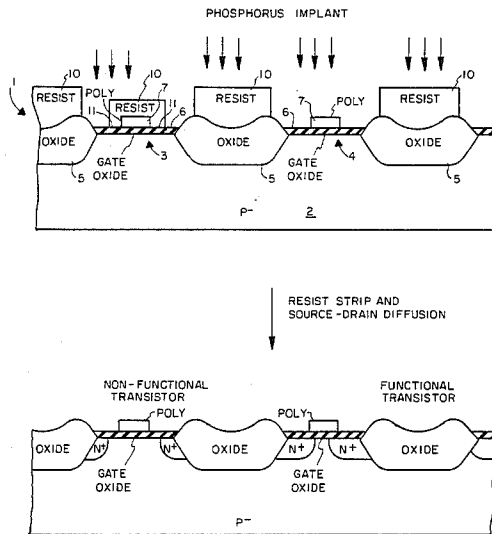 PHOSPHORUS IMPLANT
1
10
POLY
10
7
10
10
RESIST
11
RESIST
11
6
RESIST
6
7
POLY
RESIST
OXIDE
OXIDE
OXIDE
5
GATE
OXIDE
3
5
GATE
OXIDE
4
5
P- 2
RESIST STRIP AND
SOURCE-DRAIN DIFFUSION
NON-FUNCTIONAL
TRANSISTOR
FUNCTIONAL
TRANSISTOR
POLY
POLY
OXIDE
N+
N+
OXIDE
N+
N+
OXIDE
GATE
OXIDE
GATE
OXIDE
P-